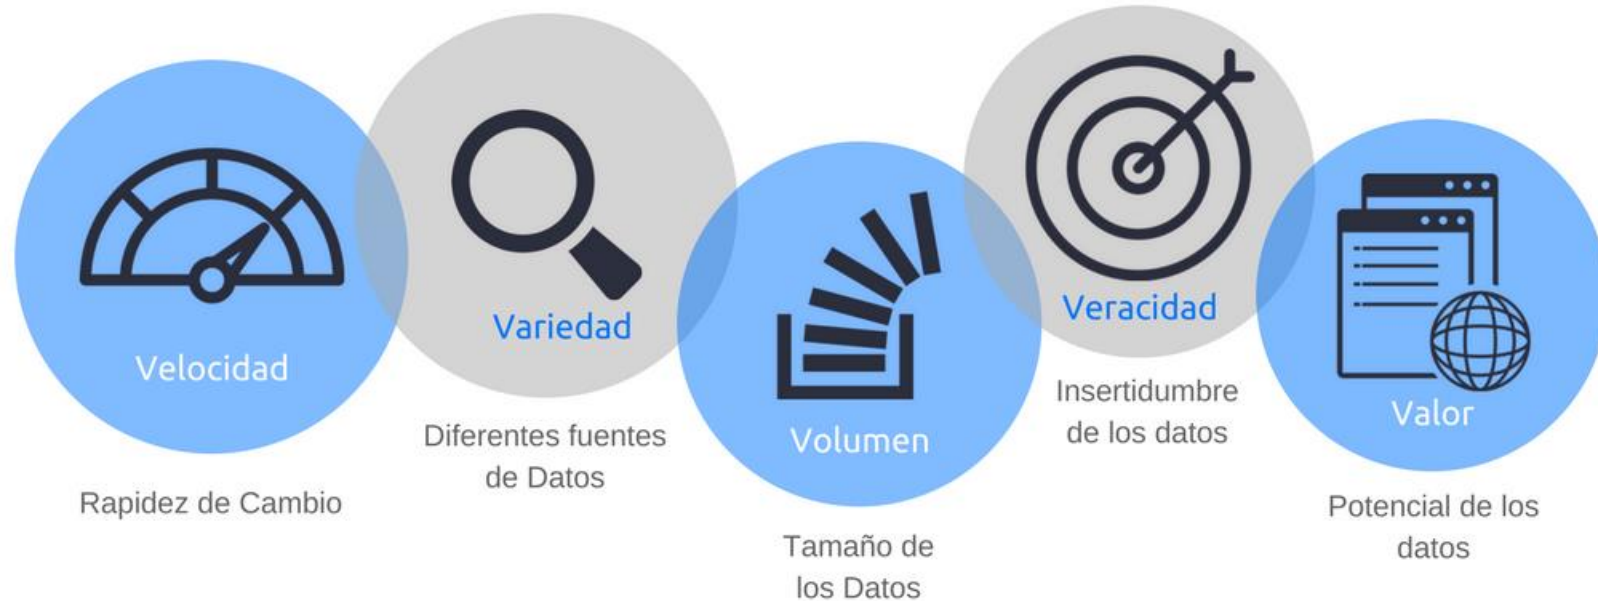 Velocidad
Rapidez de Cambio
Variedad
Diferentes fuentes
de Datos
Volumen
Tamaño de
los Datos
Veracidad
Insertidumbre
de los datos
Valor
Potencial de los
datos